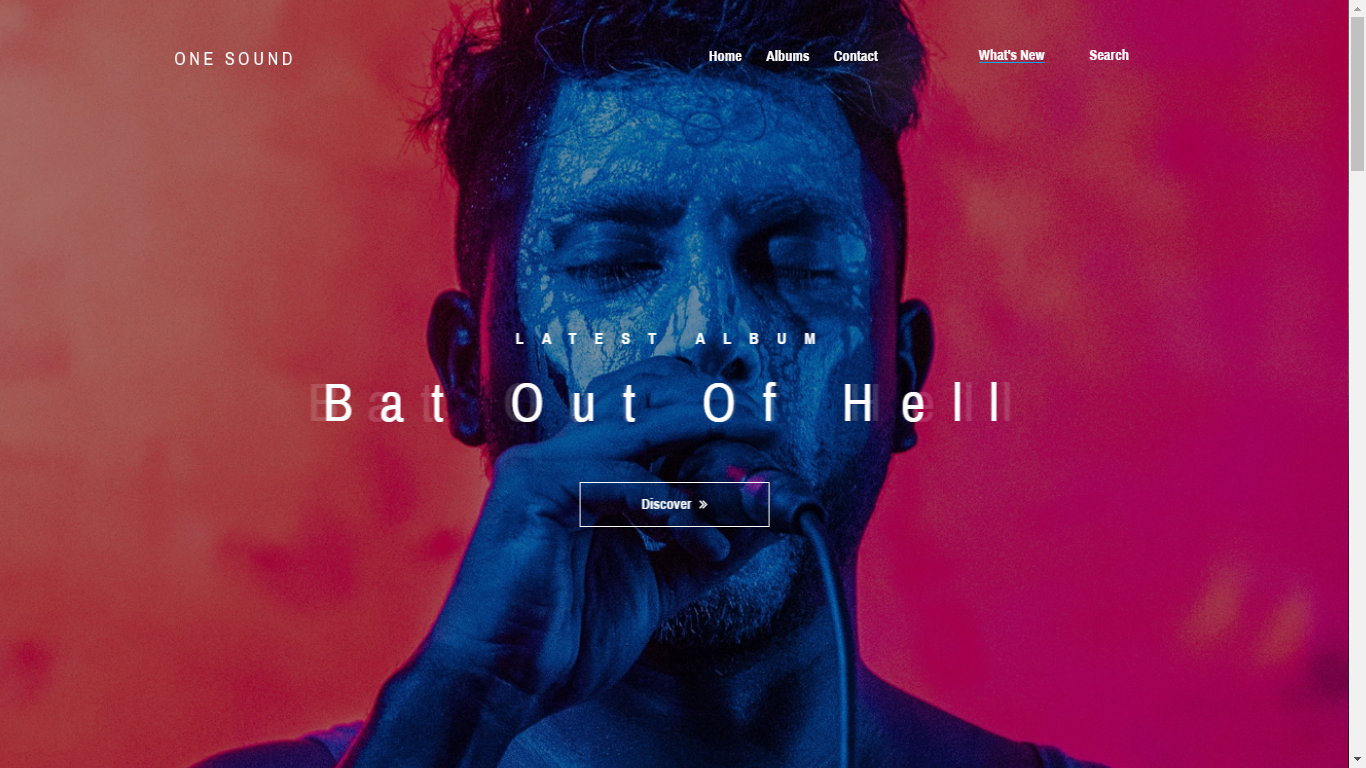 ONE SOUND
Home Albums Contact What's New Search
LATEST ALBUM
Bat Out Of Hell
Discover »